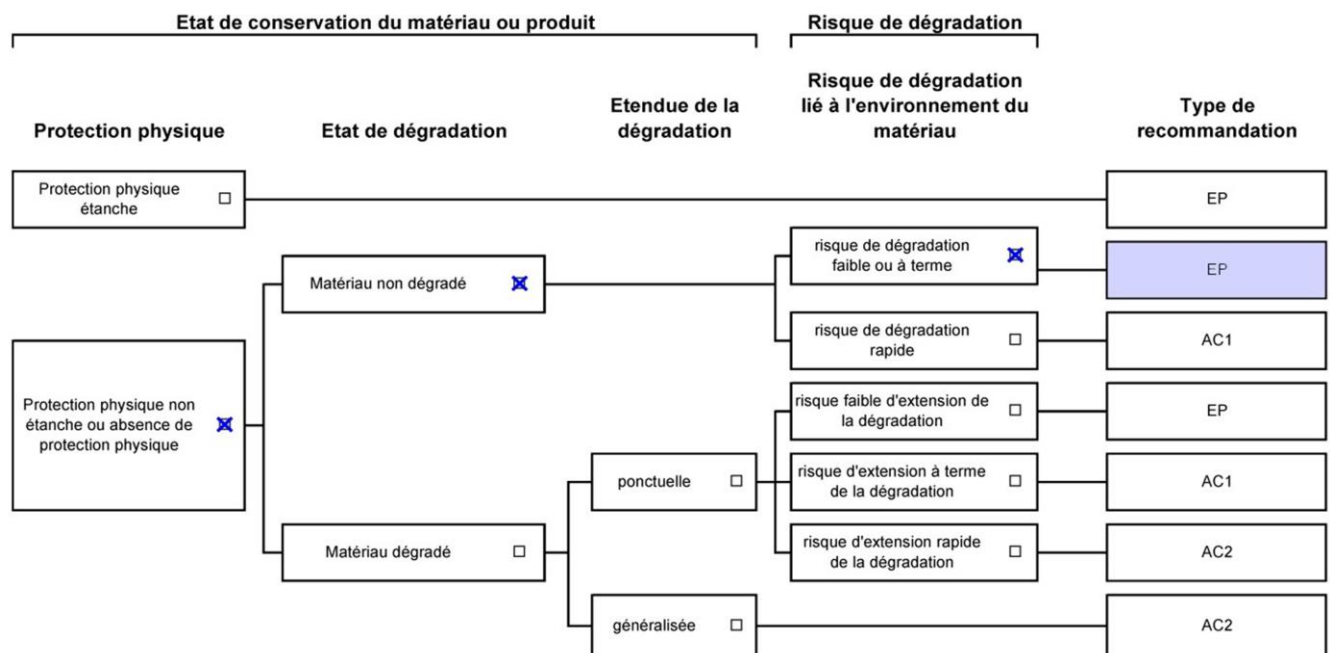 Etat de conservation du matériau ou produit
Risque de dégradation
Protection physique
Etat de dégradation
Etendue de la
dégradation
Risque de dégradation
lié à l'environnement du
matériau
Type de
recommandation
Protection physique
étanche
EP
risque de dégradation
faible ou à terme
EP
Matériau non dégradé
risque de dégradation
rapide
AC1
Protection physique non
étanche ou absence de
protection physique
risque faible d'extension de
la dégradation
EP
ponctuelle
risque d'extension à terme
de la dégradation
AC1
Matériau dégradé
risque d'extension rapide
de la dégradation
AC2
généralisée
AC2